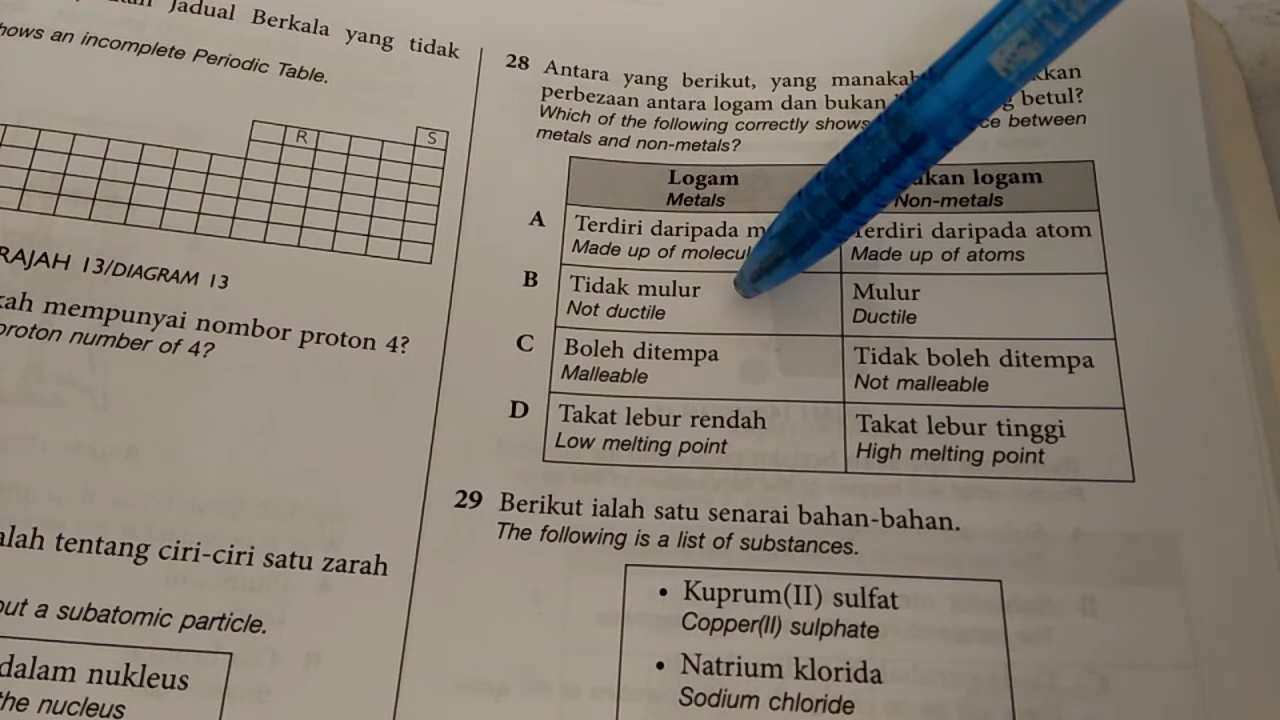 Jadual Berkala yang tidak
hows an incomplete Periodic Table.
R
S
RAJAH 13/DIAGRAM 13
kah mempunyai nombor proton 4?
proton number of 4?
alah tentang ciri-ciri satu zarah
out a subatomic particle.
dalam nukleus
the nucleus
28 Antara yang berikut, yang manakah kkan
perbezaan antara logam dan bukan g betul?
Which of the following correctly shows ce between
metals and non-metals?
Logam
Metals
ukan logam
Non-metals
A
Terdiri daripada m
Made up of molecul
Terdiri daripada atom
Made up of atoms
B
Tidak mulur
Not ductile
Mulur
Ductile
C
Boleh ditempa
Malleable
Tidak boleh ditempa
Not malleable
D
Takat lebur rendah
Low melting point
Takat lebur tinggi
High melting point
29 Berikut ialah satu senarai bahan-bahan.
The following is a list of substances.
• Kuprum(II) sulfat
Copper(II) sulphate
• Natrium klorida
Sodium chloride